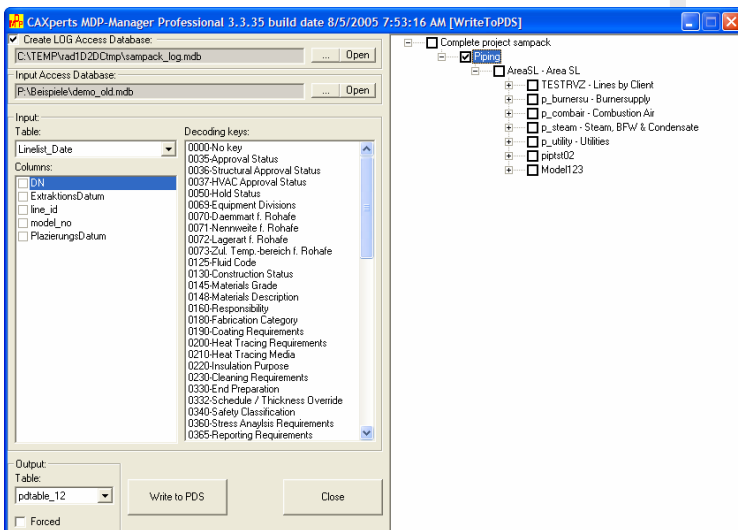 CAXperts MDP-Manager Professional 3.3.35 build date 8/5/2005 7:53:16 AM [WriteToPDS]
Create LOG Access Database:
C:\TEMP\rad1D2DCtmp\sampack_log.mdb
... Open
Input Access Database:
P:\Beispiele\demo_old.mdb
... Open
Input:
Table:
Linelist_Date
Columns:
DN
ExtraktionsDatum
line_id
model_no
PlazierungsDatum
Decoding keys:
0000-No key
0035-Approval Status
0036-Structural Approval Status
0037-HVAC Approval Status
0050-Hold Status
0069-Equipment Divisions
0070-Daemmart f. Rohafe
0071-Nennweite f. Rohafe
0072-Lagerart f. Rohafe
0073-Zul. Temp.-bereich f. Rohafe
0125-Fluid Code
0130-Construction Status
0145-Materials Grade
0148-Materials Description
0160-Responsibility
0180-Fabrication Category
0190-Coating Requirements
0200-Heat Tracing Requirements
0210-Heat Tracing Media
0220-Insulation Purpose
0230-Cleaning Requirements
0330-End Preparation
0332-Schedule / Thickness Override
0340-Safety Classification
0360-Stress Anaylsis Requirements
0365-Reporting Requirements
Output:
Table:
pdtable_12
Forced
Write to PDS
Close
Complete project sampack
Piping
AreaSL - Area SL
TESTRVZ - Lines by Client
p_burnersu - Burnersupply
p_combair - Combustion Air
p_steam - Steam, BFW & Condensate
p_utility - Utilities
piptst02
Model123